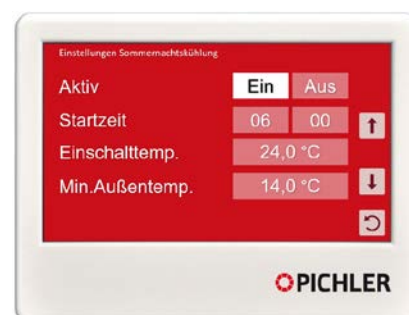 Einstellungen Sommernachtskühlung
Aktiv Ein Aus
Startzeit 06 00
Einschalttemp. 24,0 °C
Min.Außentemp. 14,0 °C
PICHLER